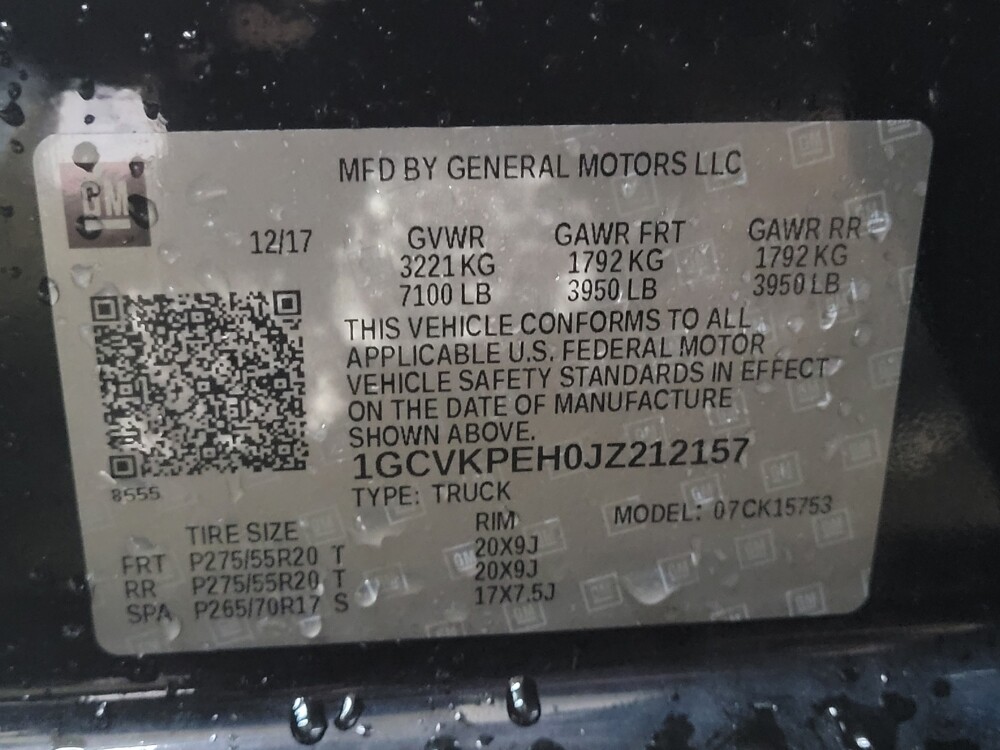 MFD BY GENERAL MOTORS LLC
GM
12/17 GVWR GAWR FRT GAWR RR
3221 KG 1792 KG 1792 KG
7100 LB 3950 LB 3950 LB
THIS VEHICLE CONFORMS TO ALL
APPLICABLE U.S. FEDERAL MOTOR
VEHICLE SAFETY STANDARDS IN EFFECT
ON THE DATE OF MANUFACTURE
SHOWN ABOVE.
1GCVKPEH0JZ212157
8555
TYPE: TRUCK
MODEL: 07CK15753
TIRE SIZE RIM
FRT P275/55R20 T 20X9J
RR P275/55R20 T 20X9J
SPA P265/70R17 S 17X7.5J